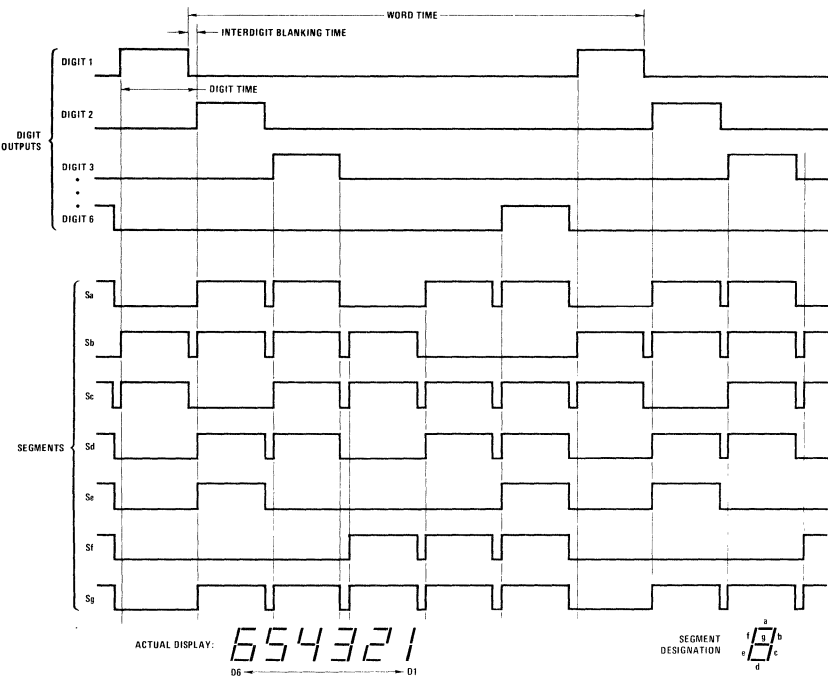 WORD TIME
INTERDIGIT BLANKING TIME
DIGIT 1
DIGIT TIME
DIGIT 2
DIGIT
OUTPUTS
DIGIT 3
DIGIT 6
Sa
Sb
Sc
SEGMENTS
Sd
Se
Sf
Sg
ACTUAL DISPLAY: 654321
D6 D1
SEGMENT
DESIGNATION
a
f g b
e c
d